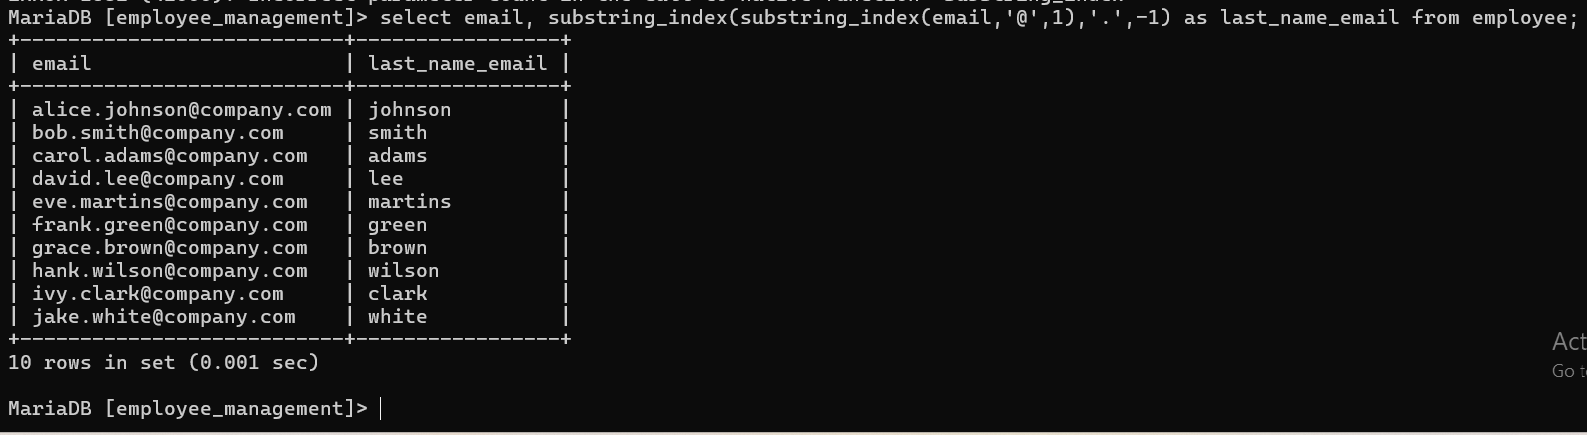 MariaDB [employee_management]> select email, substring_index(substring_index(email,'@',1),'.',-1) as last_name_email from employee;
+---------------------------+-----------------+
| email                     | last_name_email |
+---------------------------+-----------------+
| alice.johnson@company.com | johnson         |
| bob.smith@company.com     | smith           |
| carol.adams@company.com   | adams           |
| david.lee@company.com     | lee             |
| eve.martins@company.com   | martins         |
| frank.green@company.com   | green           |
| grace.brown@company.com   | brown           |
| hank.wilson@company.com   | wilson          |
| ivy.clark@company.com     | clark           |
| jake.white@company.com    | white           |
+---------------------------+-----------------+
10 rows in set (0.001 sec)
Act
Go to
MariaDB [employee_management]>